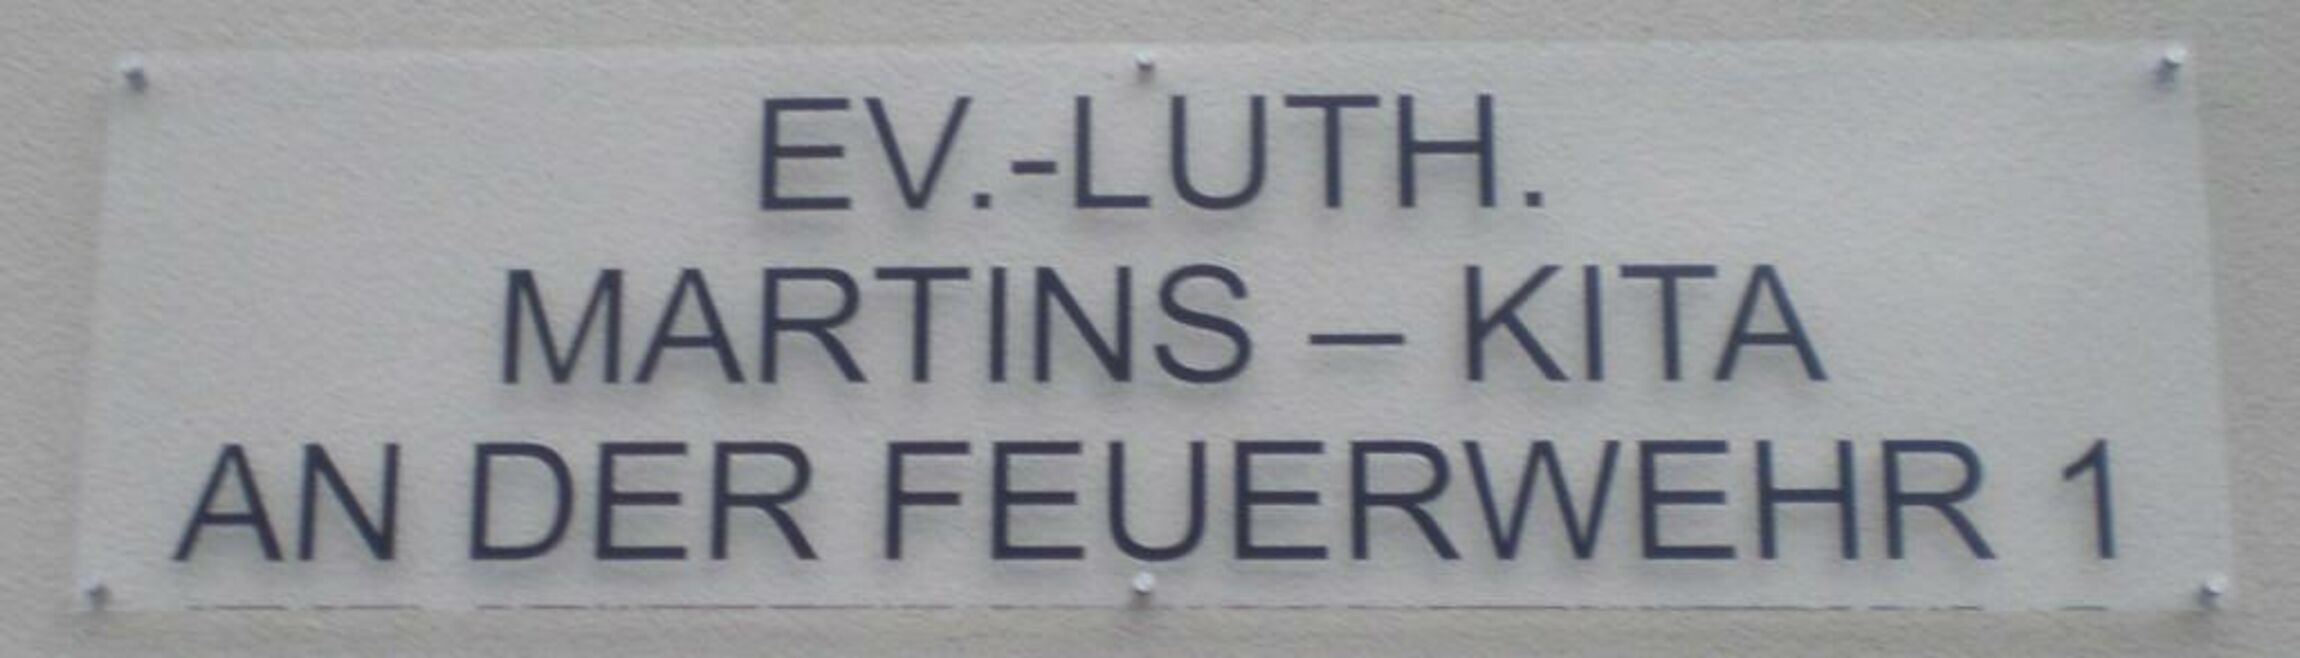 EV.-LUTH.
MARTINS – KITA
AN DER FEUERWEHR 1